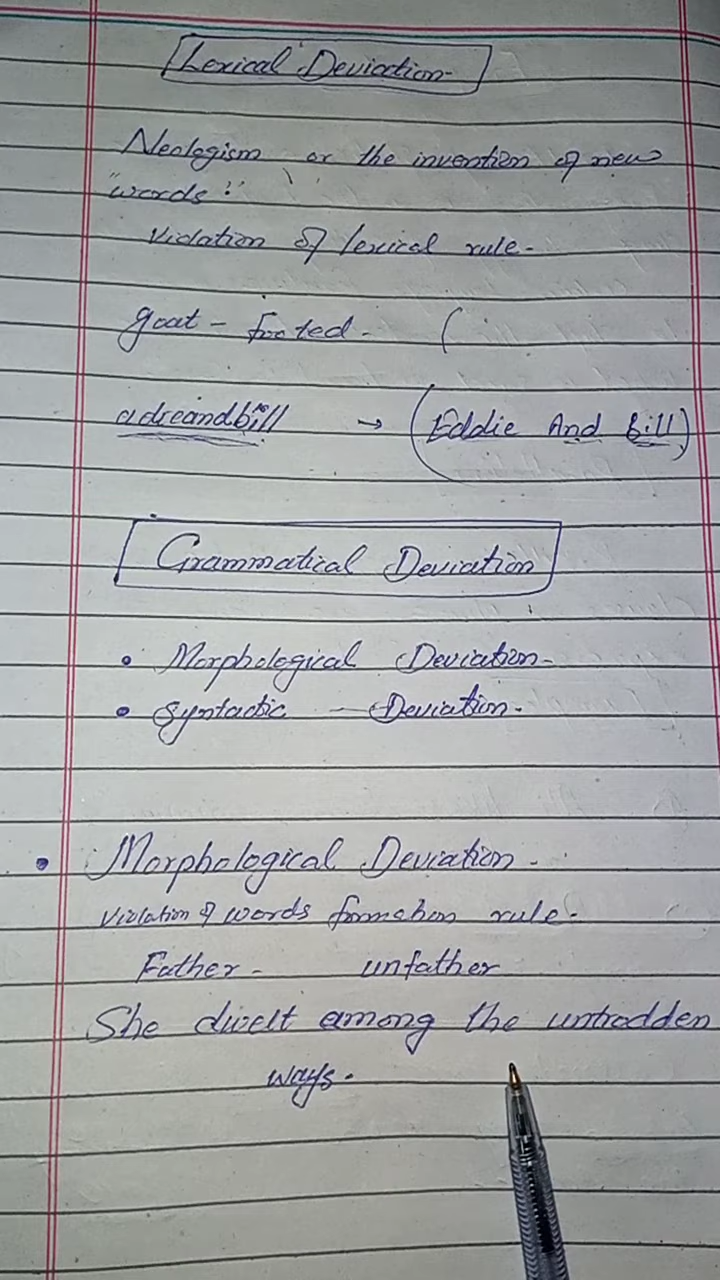 Lexical Deviation
Neologism or the invention of new
"words"
Violation of lexical rule.
goat-footed. (
adieandbill → (Eddie And Bill)
Grammatical Deviation
• Morphological Deviation.
• Syntactic - Deviation.
• Morphological Deviation.
Violation of words formation rule.
Father - unfather
She dwelt among the untrodden
ways.